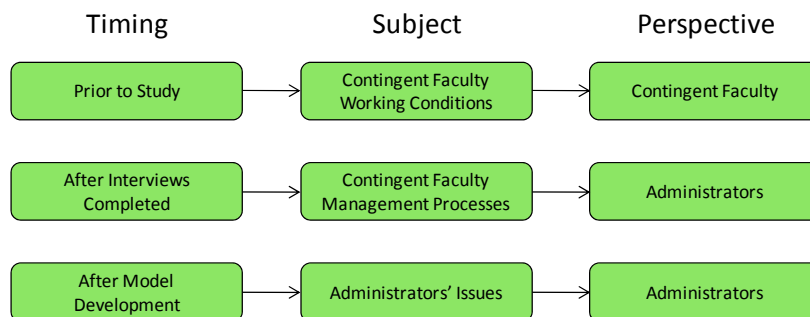 Timing Subject Perspective
Prior to Study
Contingent Faculty
Working Conditions
Contingent Faculty
After Interviews
Completed
Contingent Faculty
Management Processes
Administrators
After Model
Development
Administrators’ Issues
Administrators